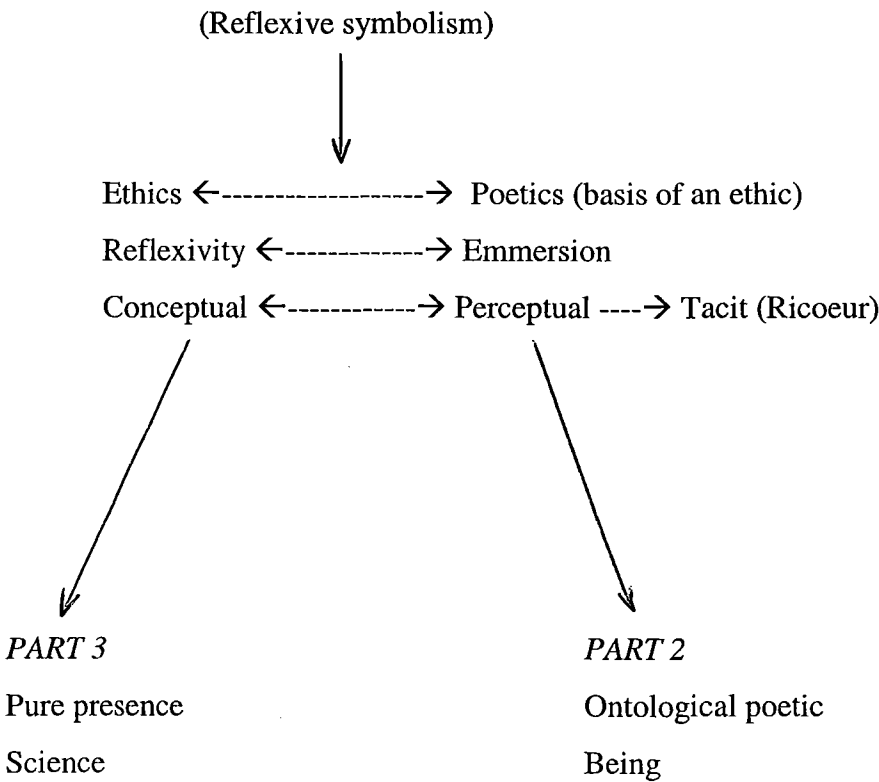 (Reflexive symbolism)
Ethics ←--------------------→ Poetics (basis of an ethic)
Reflexivity ←--------------→ Emmersion
Conceptual ←-------------→ Perceptual ----→ Tacit (Ricoeur)
PART 3 PART 2
Pure presence Ontological poetic
Science Being